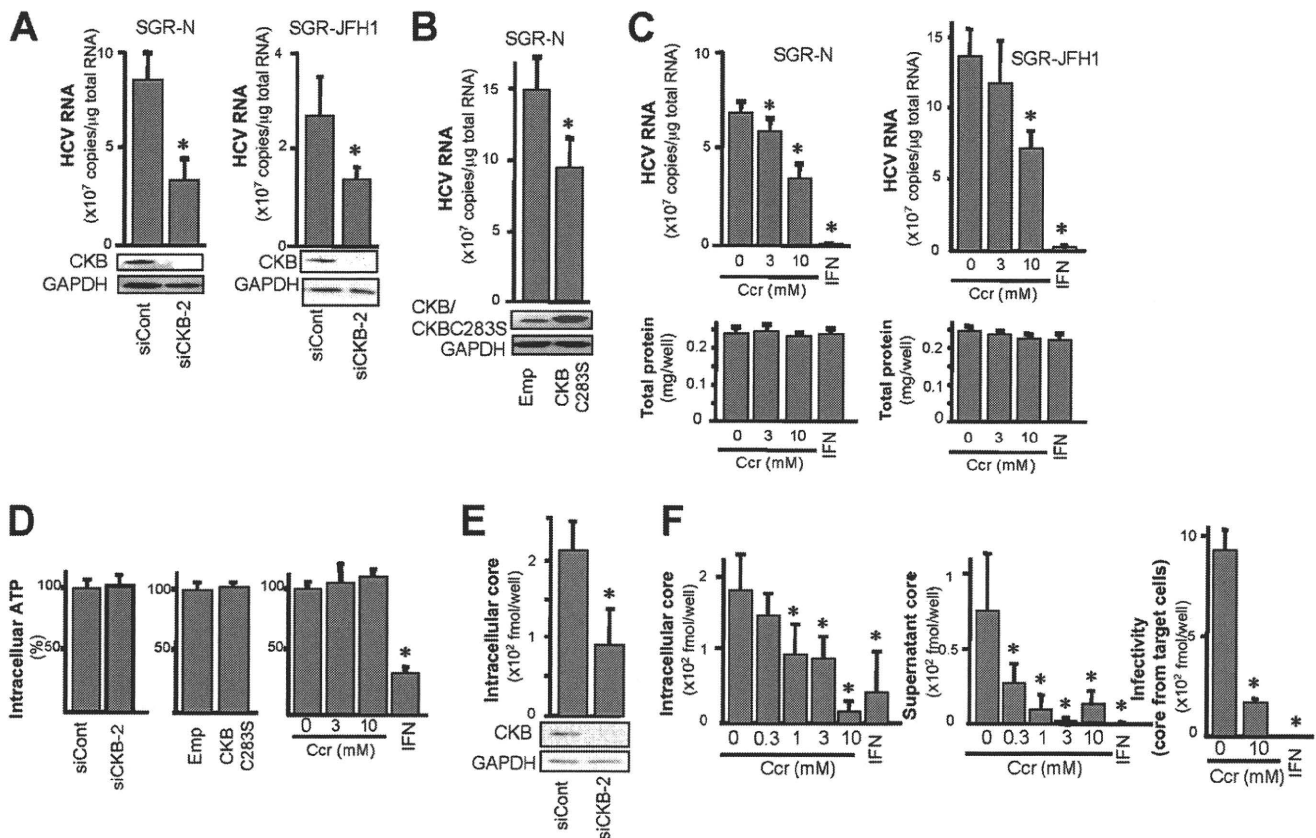 A
SGR-N
HCV RNA
(x10⁷ copies/µg total RNA)
10
5
0
CKB
GAPDH
siCont
siCKB-2
*
SGR-JFH1
HCV RNA
(x10⁷ copies/µg total RNA)
4
2
0
CKB
GAPDH
siCont
siCKB-2
*
B
SGR-N
HCV RNA
(x10⁷ copies/µg total RNA)
15
10
5
0
*
CKB/
CKBC283S
GAPDH
Emp
CKB
C283S
C
SGR-N
HCV RNA
(x10⁷ copies/µg total RNA)
10
5
0
* * *
0 3 10 IFN
Ccr (mM)
SGR-JFH1
HCV RNA
(x10⁷ copies/µg total RNA)
15
10
5
0
* *
0 3 10 IFN
Ccr (mM)
Total protein
(mg/well)
0.2
0.1
0
0 3 10 IFN
Ccr (mM)
Total protein
(mg/well)
0.2
0.1
0
0 3 10 IFN
Ccr (mM)
D
Intracelluar ATP
(%)
100
50
siCont
siCKB-2
100
50
Emp
CKB
C283S
100
50
*
0 3 10 IFN
Ccr (mM)
E
Intracellular core
(x10² fmol/well)
2
1
0
*
CKB
GAPDH
siCont
siCKB-2
F
Intracellular core
(x10² fmol/well)
2
1
0
* * * *
0 0.3 1 3 10 IFN
Ccr (mM)
Supernatant core
(x10² fmol/well)
1
0.5
0
* * * * *
0 0.3 1 3 10 IFN
Ccr (mM)
Infectivity
(core from target cells)
(x10² fmol/well)
10
5
0
* *
0 10 IFN
Ccr (mM)